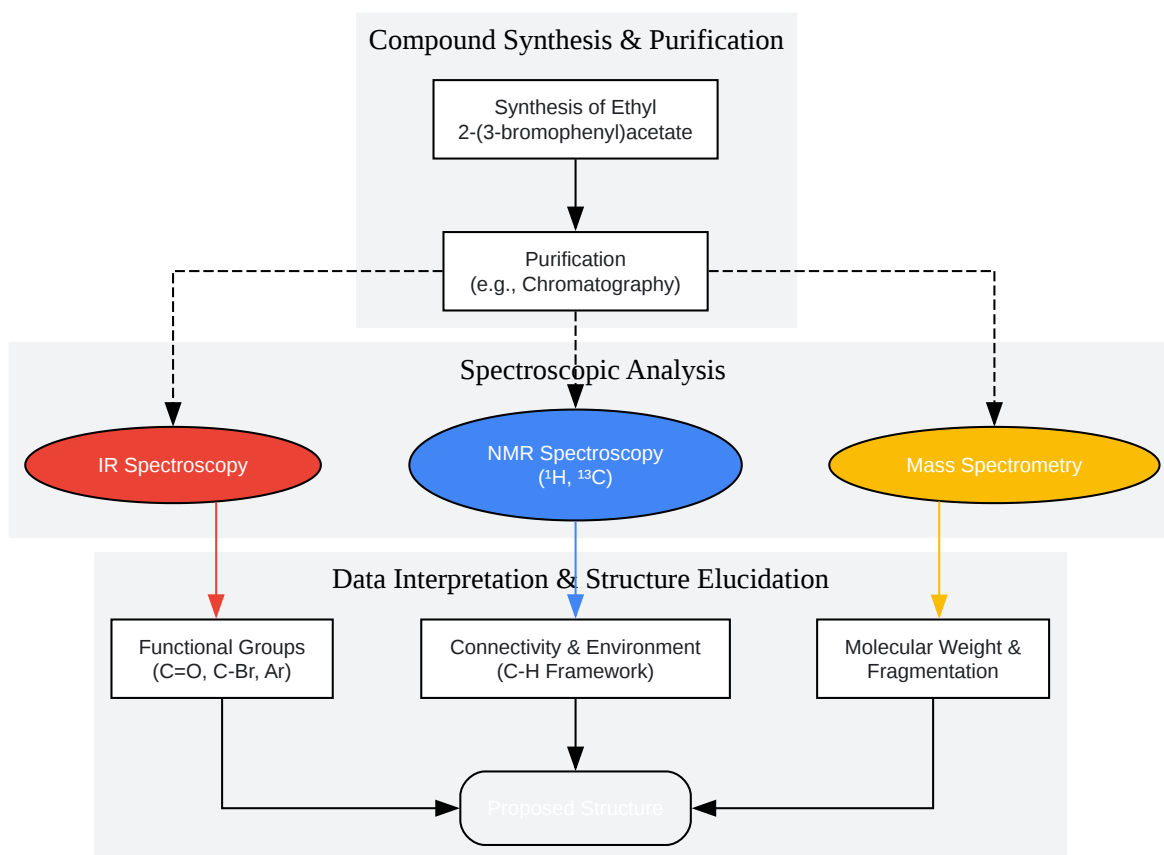 Compound Synthesis & Purification
Synthesis of Ethyl
2-(3-bromophenyl)acetate
Purification
(e.g., Chromatography)
Spectroscopic Analysis
IR Spectroscopy
NMR Spectroscopy
(¹H, ¹³C)
Mass Spectrometry
Data Interpretation & Structure Elucidation
Functional Groups
(C=O, C-Br, Ar)
Connectivity & Environment
(C-H Framework)
Molecular Weight &
Fragmentation
Proposed Structure